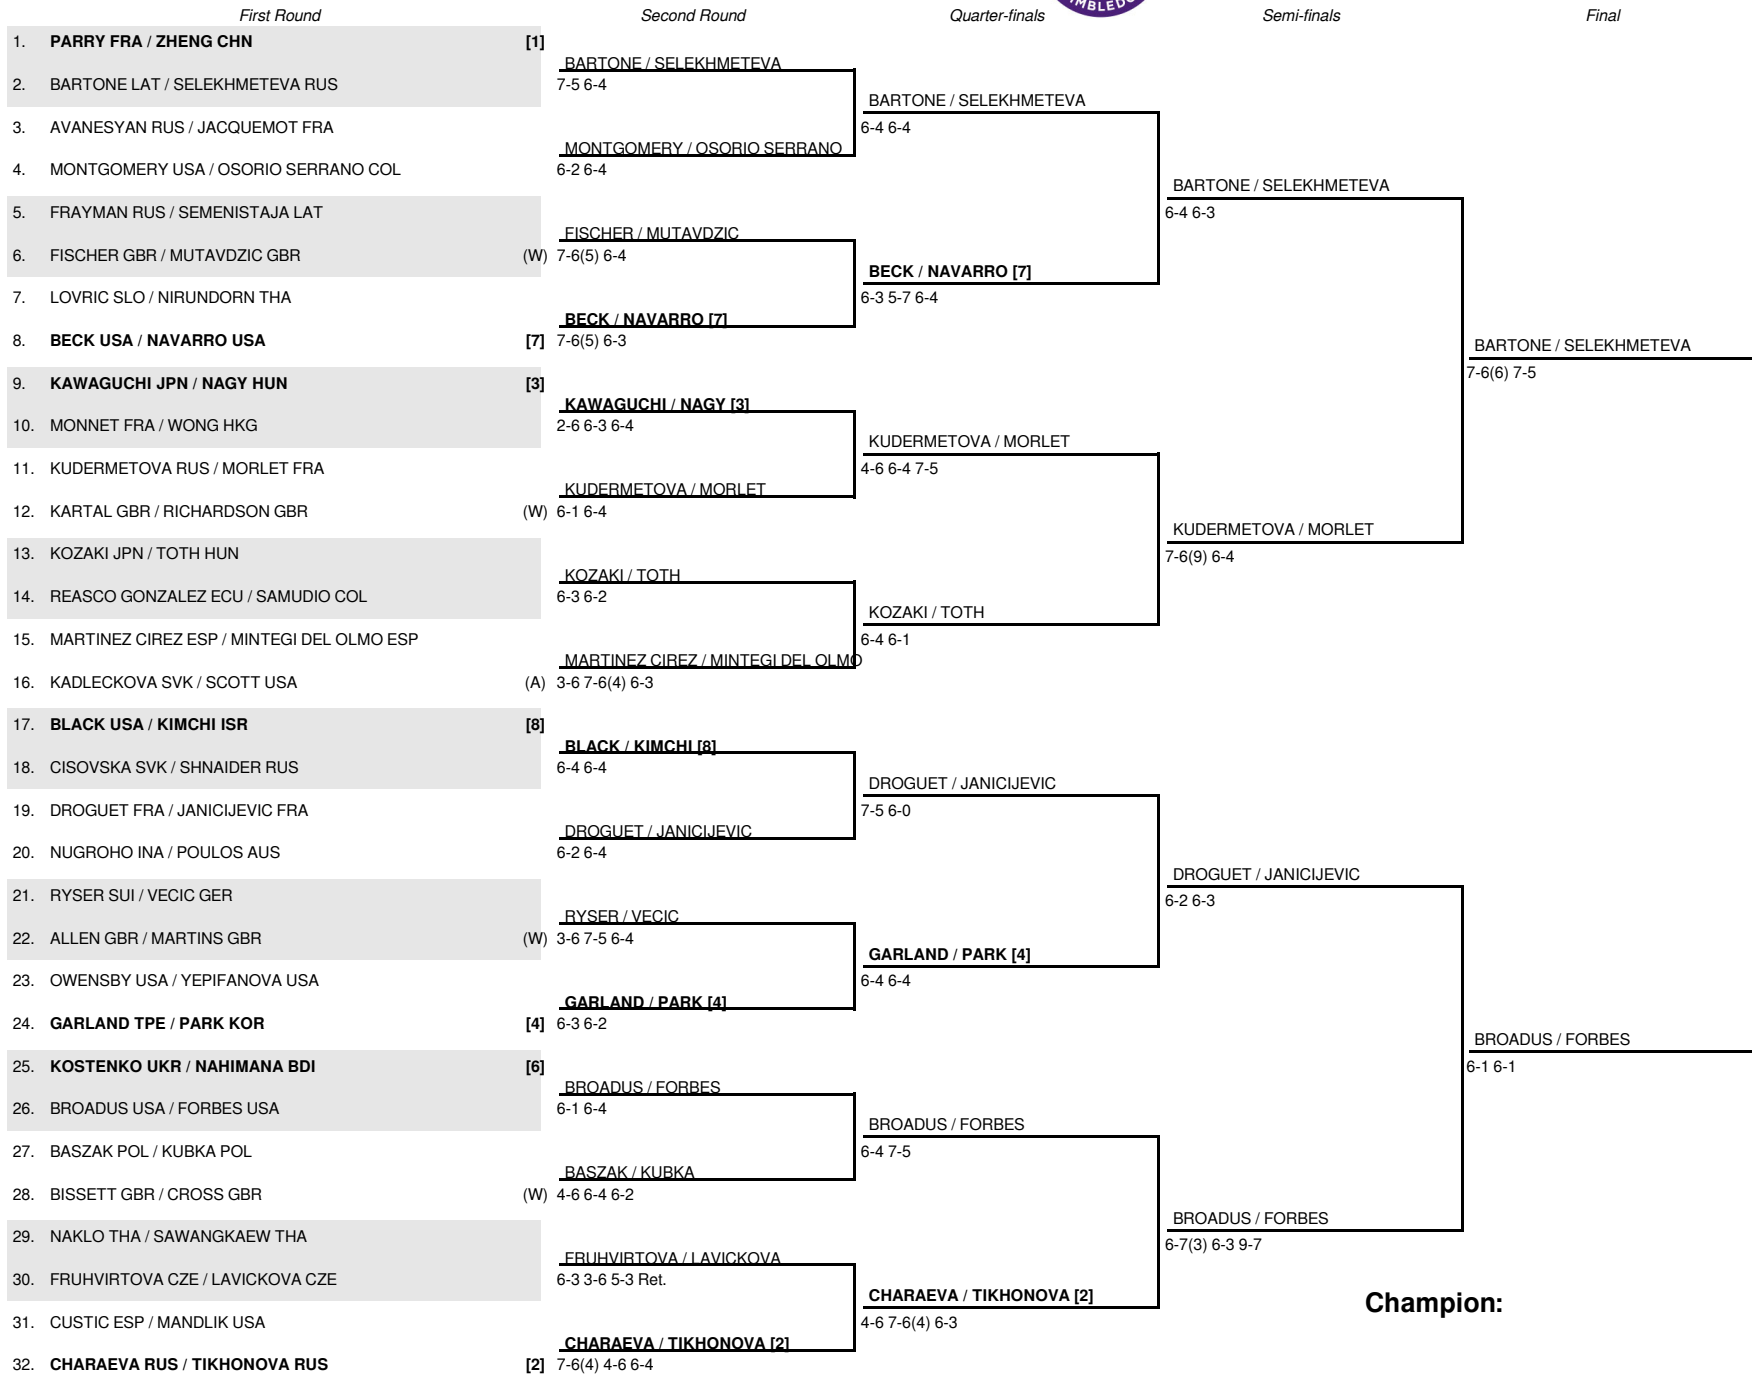 First Round Second Round Quarter-finals Semi-finals Final
1. PARRY FRA / ZHENG CHN [1]
2. BARTONE LAT / SELEKHMETEVA RUS
3. AVANESYAN RUS / JACQUEMOT FRA
4. MONTGOMERY USA / OSORIO SERRANO COL
5. FRAYMAN RUS / SEMENISTAJA LAT
6. FISCHER GBR / MUTAVDZIC GBR (W)
7. LOVRIC SLO / NIRUNDORN THA
8. BECK USA / NAVARRO USA [7]
9. KAWAGUCHI JPN / NAGY HUN [3]
10. MONNET FRA / WONG HKG
11. KUDERMETOVA RUS / MORLET FRA
12. KARTAL GBR / RICHARDSON GBR (W)
13. KOZAKI JPN / TOTH HUN
14. REASCO GONZALEZ ECU / SAMUDIO COL
15. MARTINEZ CIREZ ESP / MINTEGI DEL OLMO ESP
16. KADLECKOVA SVK / SCOTT USA (A)
17. BLACK USA / KIMCHI ISR [8]
18. CISOVSKA SVK / SHNAIDER RUS
19. DROGUET FRA / JANICIJEVIC FRA
20. NUGROHO INA / POULOS AUS
21. RYSER SUI / VECIC GER
22. ALLEN GBR / MARTINS GBR (W)
23. OWENSBY USA / YEPIFANOVA USA
24. GARLAND TPE / PARK KOR [4]
25. KOSTENKO UKR / NAHIMANA BDI [6]
26. BROADUS USA / FORBES USA
27. BASZAK POL / KUBKA POL
28. BISSETT GBR / CROSS GBR (W)
29. NAKLO THA / SAWANGKAEW THA
30. FRUHVIRTOVA CZE / LAVICKOVA CZE
31. CUSTIC ESP / MANDLIK USA
32. CHARAEVA RUS / TIKHONOVA RUS [2]
BARTONE / SELEKHMETEVA
7-5 6-4
MONTGOMERY / OSORIO SERRANO
6-2 6-4
FISCHER / MUTAVDZIC
7-6(5) 6-4
BECK / NAVARRO [7]
7-6(5) 6-3
KAWAGUCHI / NAGY [3]
2-6 6-3 6-4
KUDERMETOVA / MORLET
6-1 6-4
KOZAKI / TOTH
6-3 6-2
MARTINEZ CIREZ / MINTEGI DEL OLMO
3-6 7-6(4) 6-3
BLACK / KIMCHI [8]
6-4 6-4
DROGUET / JANICIJEVIC
6-2 6-4
RYSER / VECIC
3-6 7-5 6-4
GARLAND / PARK [4]
6-3 6-2
BROADUS / FORBES
6-1 6-4
BASZAK / KUBKA
4-6 6-4 6-2
FRUHVIRTOVA / LAVICKOVA
6-3 3-6 5-3 Ret.
CHARAEVA / TIKHONOVA [2]
7-6(4) 4-6 6-4
BARTONE / SELEKHMETEVA
6-4 6-4
BECK / NAVARRO [7]
6-3 5-7 6-4
KUDERMETOVA / MORLET
4-6 6-4 7-5
KOZAKI / TOTH
6-4 6-1
DROGUET / JANICIJEVIC
7-5 6-0
GARLAND / PARK [4]
6-4 6-4
BROADUS / FORBES
6-4 7-5
CHARAEVA / TIKHONOVA [2]
4-6 7-6(4) 6-3
BARTONE / SELEKHMETEVA
6-4 6-3
KUDERMETOVA / MORLET
7-6(9) 6-4
DROGUET / JANICIJEVIC
6-2 6-3
BROADUS / FORBES
6-7(3) 6-3 9-7
BARTONE / SELEKHMETEVA
7-6(6) 7-5
BROADUS / FORBES
6-1 6-1
Champion: